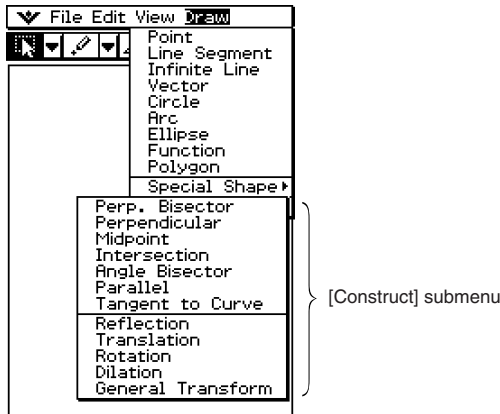 File Edit View Draw
Point
Line Segment
Infinite Line
Vector
Circle
Arc
Ellipse
Function
Polygon
Special Shape
Perp. Bisector
Perpendicular
Midpoint
Intersection
Angle Bisector
Parallel
Tangent to Curve
Reflection
Translation
Rotation
Dilation
General Transform
[Construct] submenu